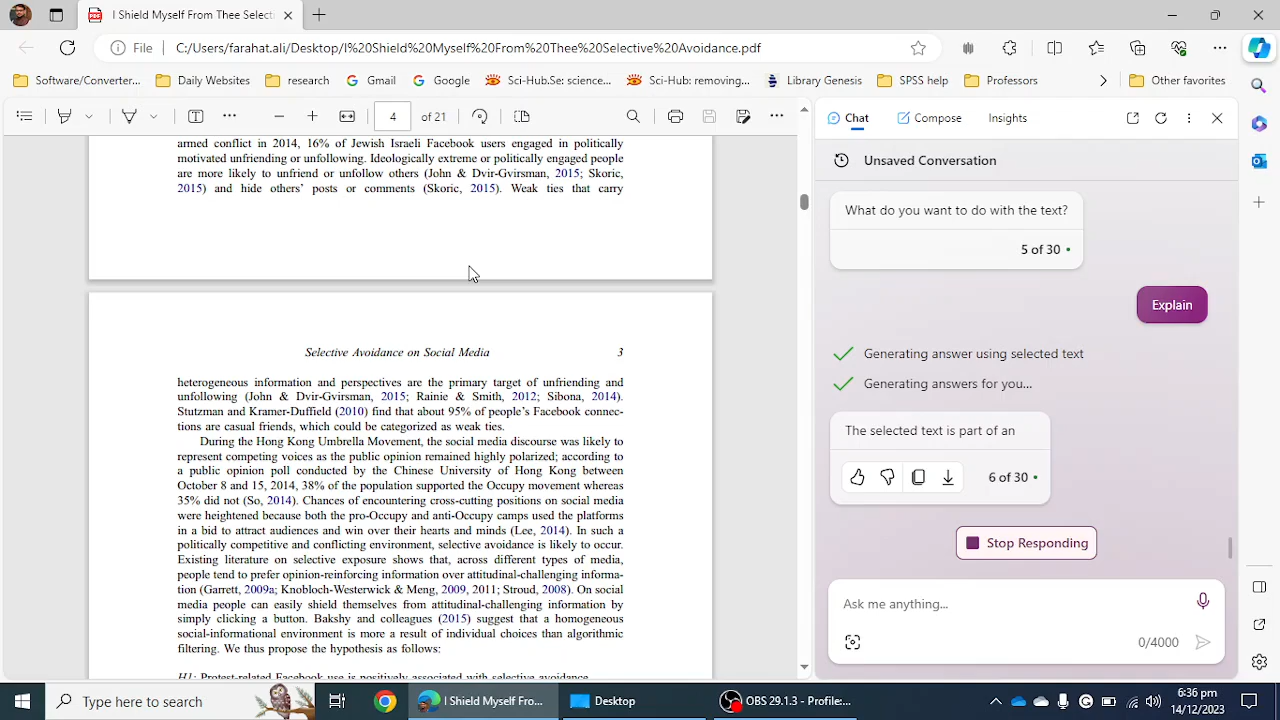 I Shield Myself From Thee Select
File
C:/Users/farahat.ali/Desktop/I%20Shield%20Myself%20From%20Thee%20Selective%20Avoidance.pdf
Software/Converter...
Daily Websites
research
Gmail
Google
Sci-Hub.Se: science...
Sci-Hub: removing...
Library Genesis
SPSS help
Professors
Other favorites
4 of 21
armed conflict in 2014, 16% of Jewish Israeli Facebook users engaged in politically
motivated unfriending or unfollowing. Ideologically extreme or politically engaged people
are more likely to unfriend or unfollow others (John & Dvir-Gvirsman, 2015; Skoric,
2015) and hide others' posts or comments (Skoric, 2015). Weak ties that carry
Selective Avoidance on Social Media 3
heterogeneous information and perspectives are the primary target of unfriending and
unfollowing (John & Dvir-Gvirsman, 2015; Rainie & Smith, 2012; Sibona, 2014).
Stutzman and Kramer-Duffield (2010) find that about 95% of people's Facebook connec-
tions are casual friends, which could be categorized as weak ties.
During the Hong Kong Umbrella Movement, the social media discourse was likely to
represent competing voices as the public opinion remained highly polarized; according to
a public opinion poll conducted by the Chinese University of Hong Kong between
October 8 and 15, 2014, 38% of the population supported the Occupy movement whereas
35% did not (So, 2014). Chances of encountering cross-cutting positions on social media
were heightened because both the pro-Occupy and anti-Occupy camps used the platforms
in a bid to attract audiences and win over their hearts and minds (Lee, 2014). In such a
politically competitive and conflicting environment, selective avoidance is likely to occur.
Existing literature on selective exposure shows that, across different types of media,
people tend to prefer opinion-reinforcing information over attitudinal-challenging informa-
tion (Garrett, 2009a; Knobloch-Westerwick & Meng, 2009, 2011; Stroud, 2008). On social
media people can easily shield themselves from attitudinal-challenging information by
simply clicking a button. Bakshy and colleagues (2015) suggest that a homogeneous
social-informational environment is more a result of individual choices than algorithmic
filtering. We thus propose the hypothesis as follows:
H1: Protest-related Facebook use is positively associated with selective avoidance
Chat
Compose
Insights
Unsaved Conversation
What do you want to do with the text?
5 of 30
Explain
Generating answer using selected text
Generating answers for you...
The selected text is part of an
6 of 30
Stop Responding
Ask me anything...
0/4000
Type here to search
I Shield Myself Fro...
Desktop
OBS 29.1.3 - Profile:...
6:36 pm
14/12/2023